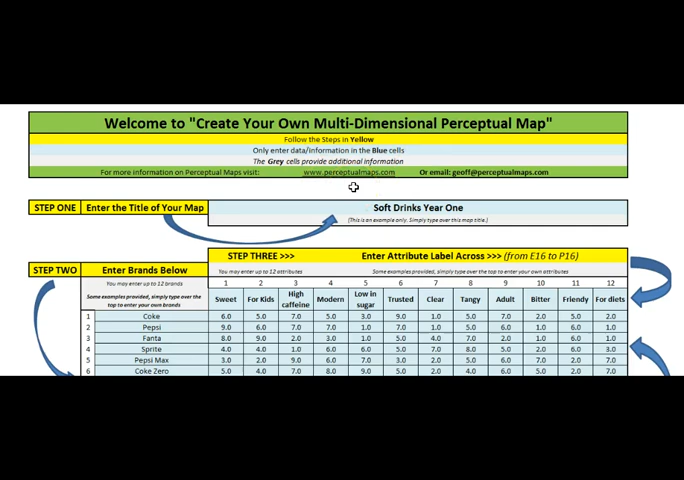 Welcome to "Create Your Own Multi-Dimensional Perceptual Map"
Follow the Steps in Yellow
Only enter data/information in the Blue cells
The Grey cells provide additional information
For more information on Perceptual Maps visit: www.perceptualmaps.com Or email: geoff@perceptualmaps.com
STEP ONE Enter the Title of Your Map Soft Drinks Year One
(This is an example only. Simply type over this map title.)
STEP THREE >>> Enter Attribute Label Across >>> (from E16 to P16)
STEP TWO Enter Brands Below You may enter up to 12 attributes Some examples provided, simply type over the top to enter your own attributes
You may enter up to 12 brands 1 2 3 4 5 6 7 8 9 10 11 12
Some examples provided, simply type over the top to enter your own brands Sweet For Kids High caffeine Modern Low in sugar Trusted Clear Tangy Adult Bitter Friendly For diets
1 Coke 6.0 5.0 7.0 5.0 3.0 9.0 1.0 5.0 7.0 2.0 5.0 2.0
2 Pepsi 9.0 6.0 7.0 7.0 1.0 7.0 1.0 5.0 6.0 1.0 6.0 1.0
3 Fanta 8.0 9.0 2.0 3.0 1.0 5.0 4.0 7.0 2.0 1.0 6.0 1.0
4 Sprite 4.0 4.0 1.0 6.0 6.0 5.0 7.0 8.0 5.0 2.0 6.0 3.0
5 Pepsi Max 3.0 2.0 9.0 6.0 7.0 3.0 2.0 5.0 6.0 7.0 2.0 7.0
6 Coke Zero 5.0 4.0 7.0 8.0 9.0 5.0 2.0 4.0 6.0 5.0 2.0 7.0